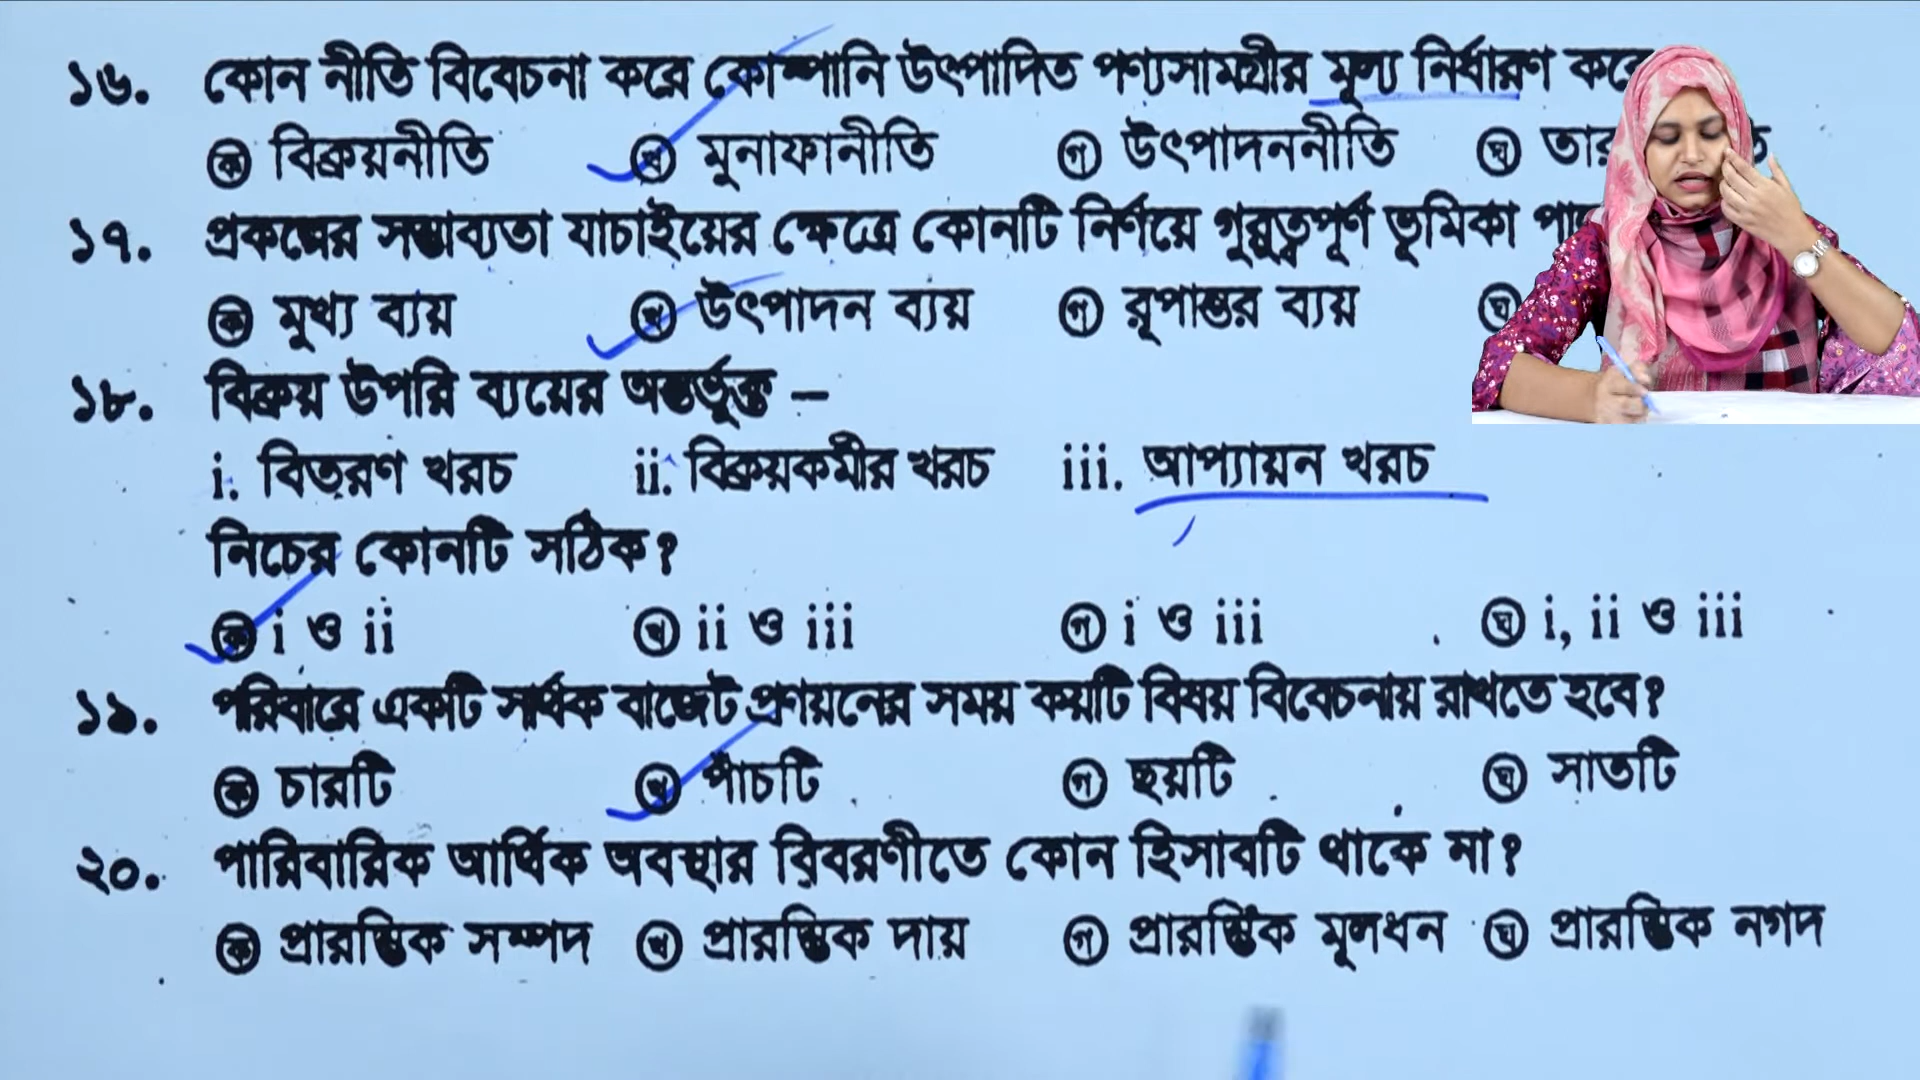 ১৬. কোন নীতি বিবেচনা করে কোম্পানি উৎপাদিত পণ্যসামগ্রীর মূল্য নির্ধারণ করে
ক বিক্রয়নীতি খ মুনাফানীতি গ উৎপাদননীতি ঘ
১৭. প্রকল্পের সম্ভাব্যতা যাচাইয়ের ক্ষেত্রে কোনটি নির্ণয়ে গুরুত্বপূর্ণ ভূমিকা
ক মুখ্য ব্যয় খ উৎপাদন ব্যয় গ রূপান্তর ব্যয় ঘ
১৮. বিক্রয় উপরি ব্যয়ের অন্তর্ভুক্ত –
i. বিতরণ খরচ ii. বিক্রয়কর্মীর খরচ iii. আপ্যায়ন খরচ
নিচের কোনটি সঠিক?
ক i ও ii খ ii ও iii গ i ও iii ঘ i, ii ও iii
১৯. পরিবারে একটি সার্থক বাজেট প্রণয়নের সময় কয়টি বিষয় বিবেচনায় রাখতে হবে?
ক চারটি খ পাঁচটি গ ছয়টি ঘ সাতটি
২০. পারিবারিক আর্থিক অবস্থার বিবরণীতে কোন হিসাবটি থাকে না?
ক প্রারম্ভিক সম্পদ খ প্রারম্ভিক দায় গ প্রারম্ভিক মূলধন ঘ প্রারম্ভিক নগদ